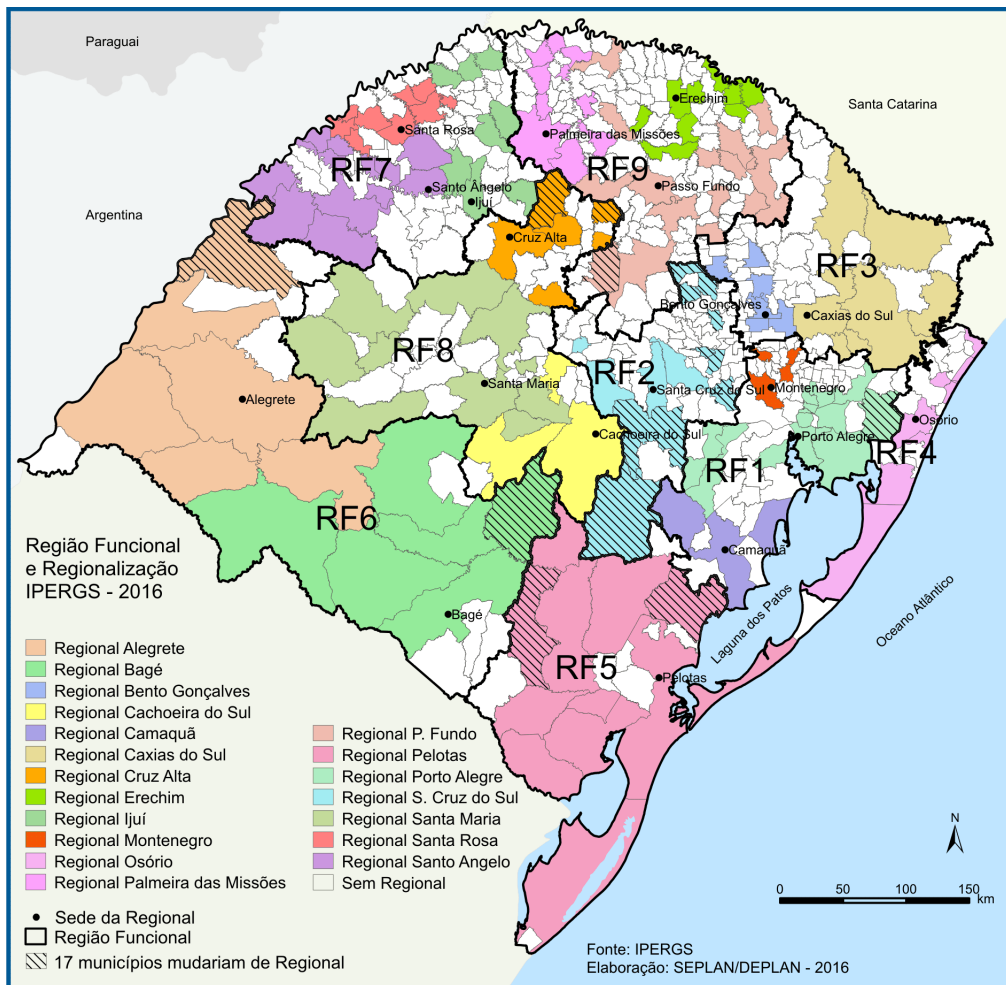 Paraguai
Santa Catarina
Argentina
Erechim
Santa Rosa
Palmeira das Missões
RF7
RF9
Santo Ângelo
Passo Fundo
Ijuí
Cruz Alta
RF3
Bento Gonçalves
Caxias do Sul
RF8
RF2
Santa Maria
Santa Cruz do Sul
Montenegro
Alegrete
Osório
Cachoeira do Sul
Porto Alegre
RF4
RF1
RF6
Camaquã
Região Funcional
e Regionalização
IPERGS - 2016
Bagé
Laguna dos Patos
Oceano Atlântico
RF5
Pelotas
Regional Alegrete
Regional Bagé
Regional Bento Gonçalves
Regional Cachoeira do Sul
Regional Camaquã
Regional Caxias do Sul
Regional Cruz Alta
Regional Erechim
Regional Ijuí
Regional Montenegro
Regional Osório
Regional Palmeira das Missões
Regional P. Fundo
Regional Pelotas
Regional Porto Alegre
Regional S. Cruz do Sul
Regional Santa Maria
Regional Santa Rosa
Regional Santo Angelo
Sem Regional
Sede da Regional
Região Funcional
17 municípios mudariam de Regional
N
0 50 100 150
km
Fonte: IPERGS
Elaboração: SEPLAN/DEPLAN - 2016